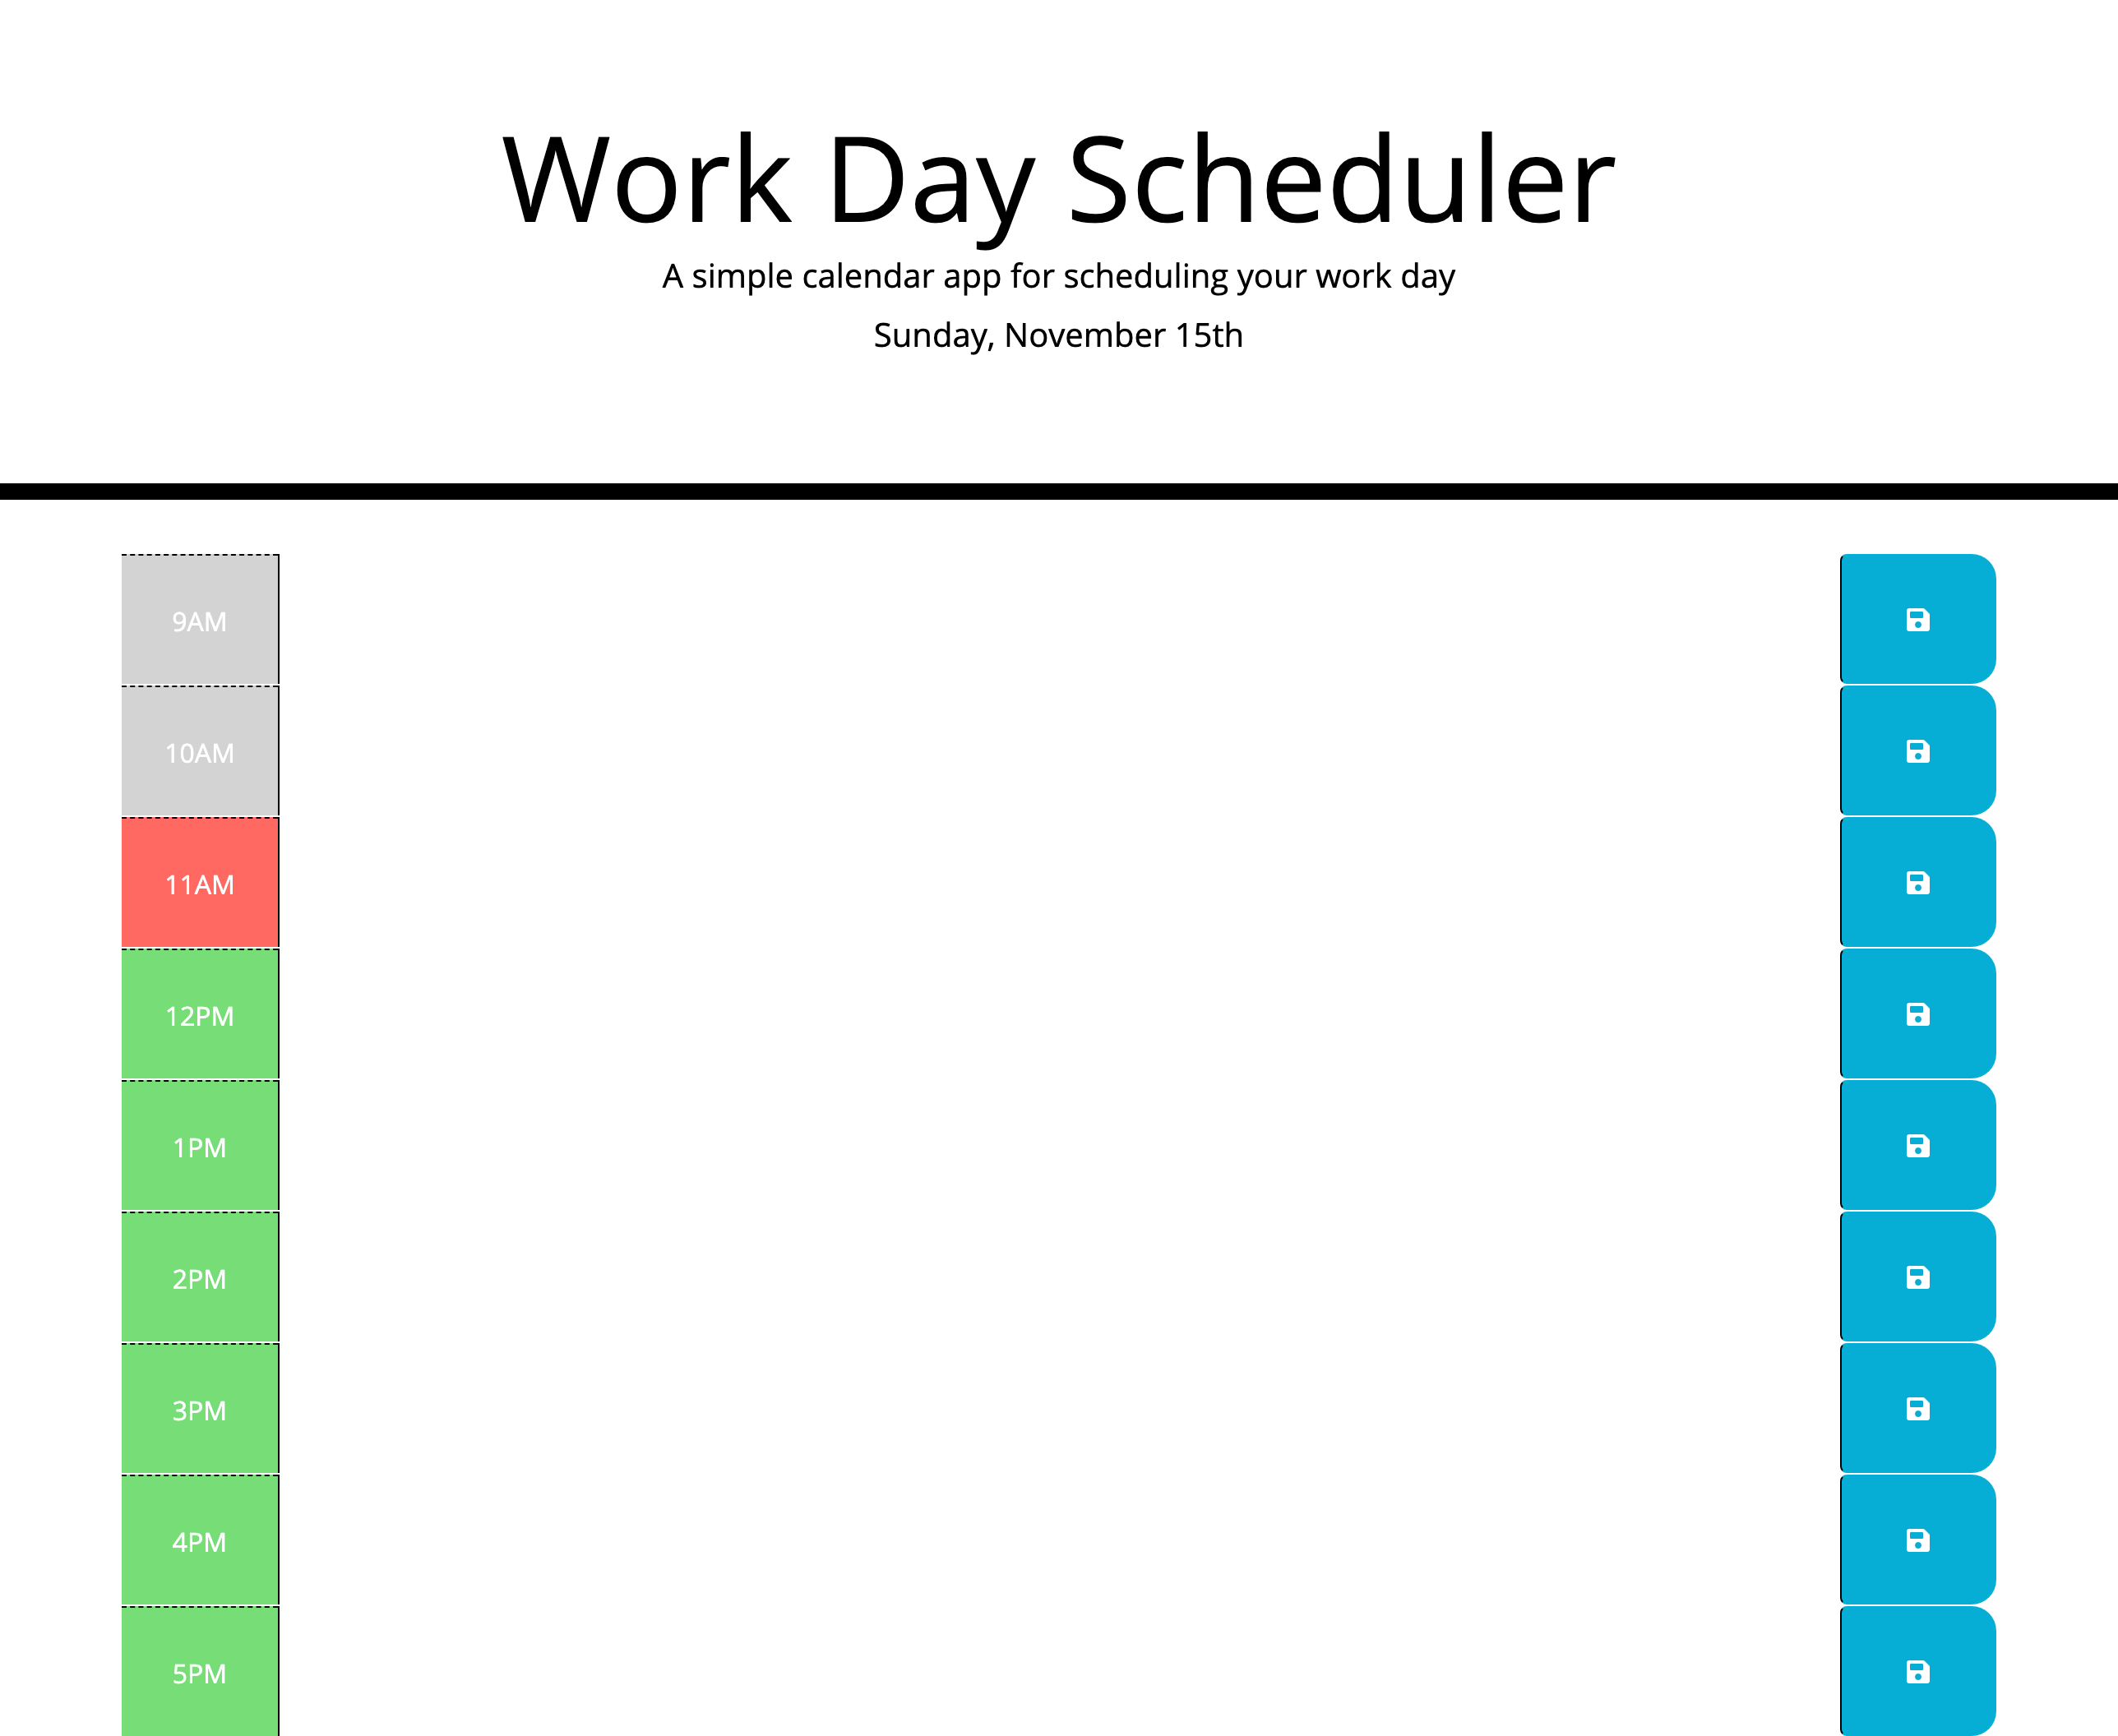 Work Day Scheduler
A simple calendar app for scheduling your work day
Sunday, November 15th
9AM
10AM
11AM
12PM
1PM
2PM
3PM
4PM
5PM